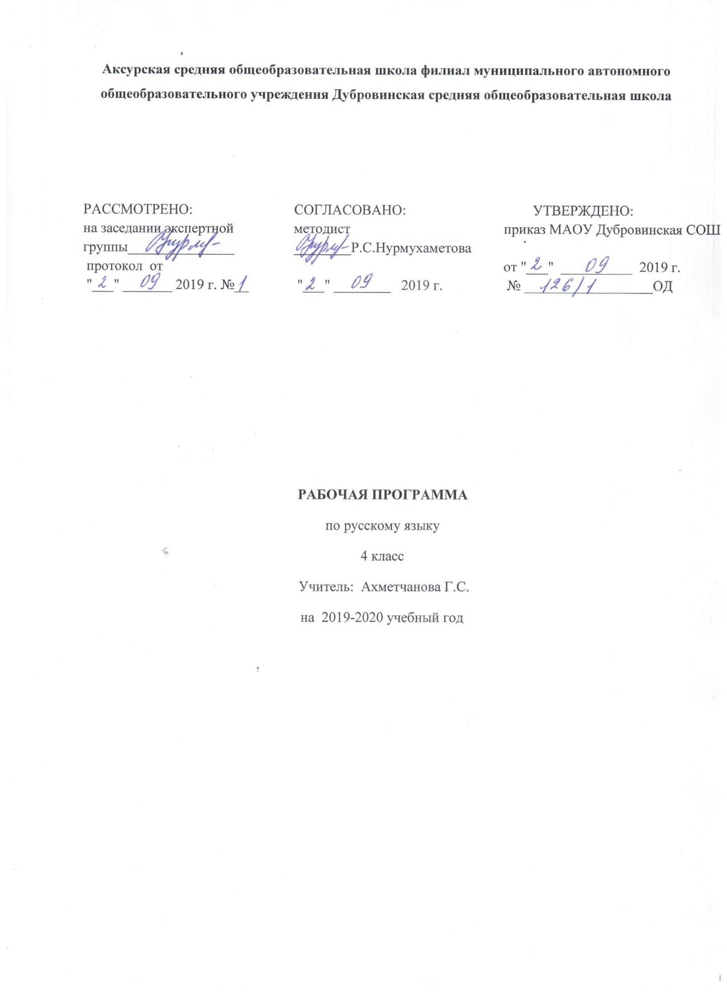 Аксурская средняя общеобразовательная школа филиал муниципального автономного
общеобразовательного учреждения Дубровинская средняя общеобразовательная школа
РАССМОТРЕНО:
на заседании экспертной
группы
протокол от
"2" 09 2019 г. №1
СОГЛАСОВАНО:
методист
Р.С.Нурмухаметова
"2" 09 2019 г.
УТВЕРЖДЕНО:
приказ МАОУ Дубровинская СОШ
от "2" 09 2019 г.
№ 126/1 ОД
РАБОЧАЯ ПРОГРАММА
по русскому языку
4 класс
Учитель: Ахметчанова Г.С.
на 2019-2020 учебный год